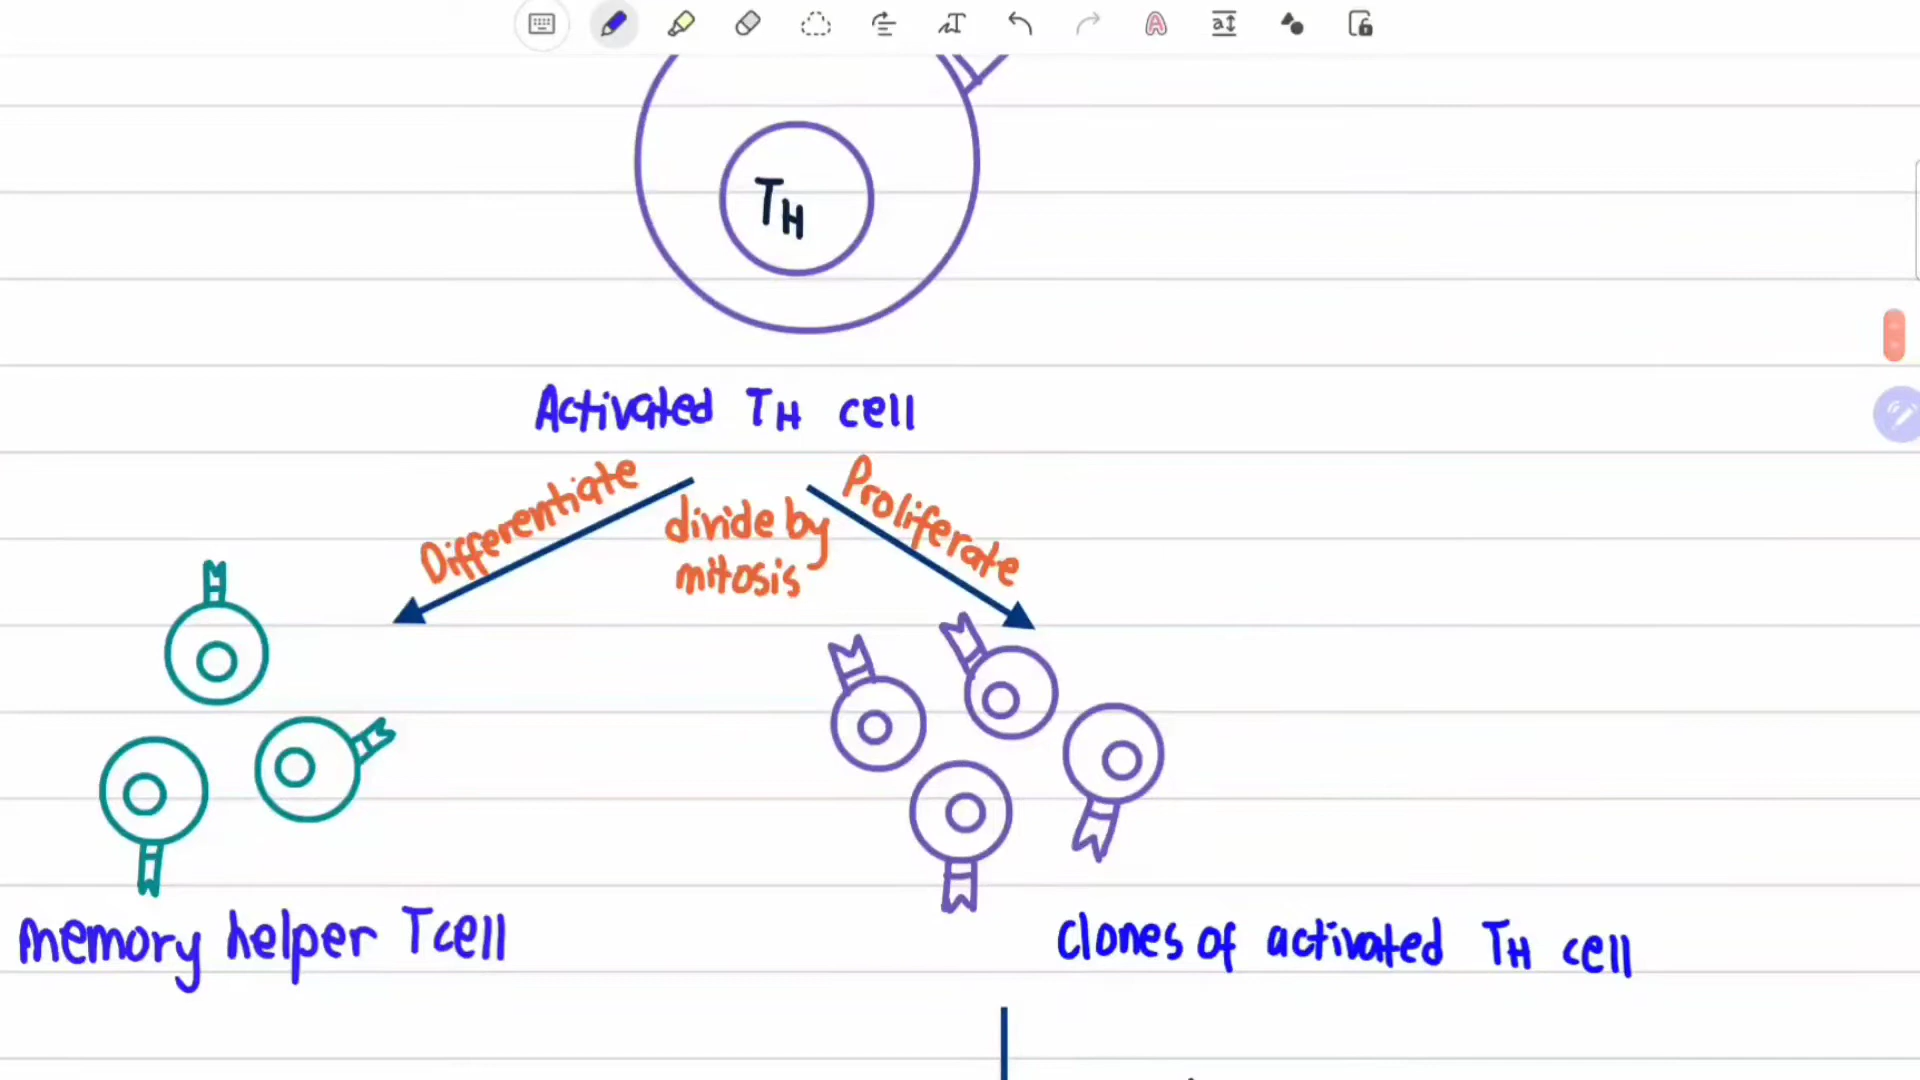 TH
Activated TH cell
Differentiate
divide by
mitosis
Proliferate
memory helper T cell
clones of activated TH cell